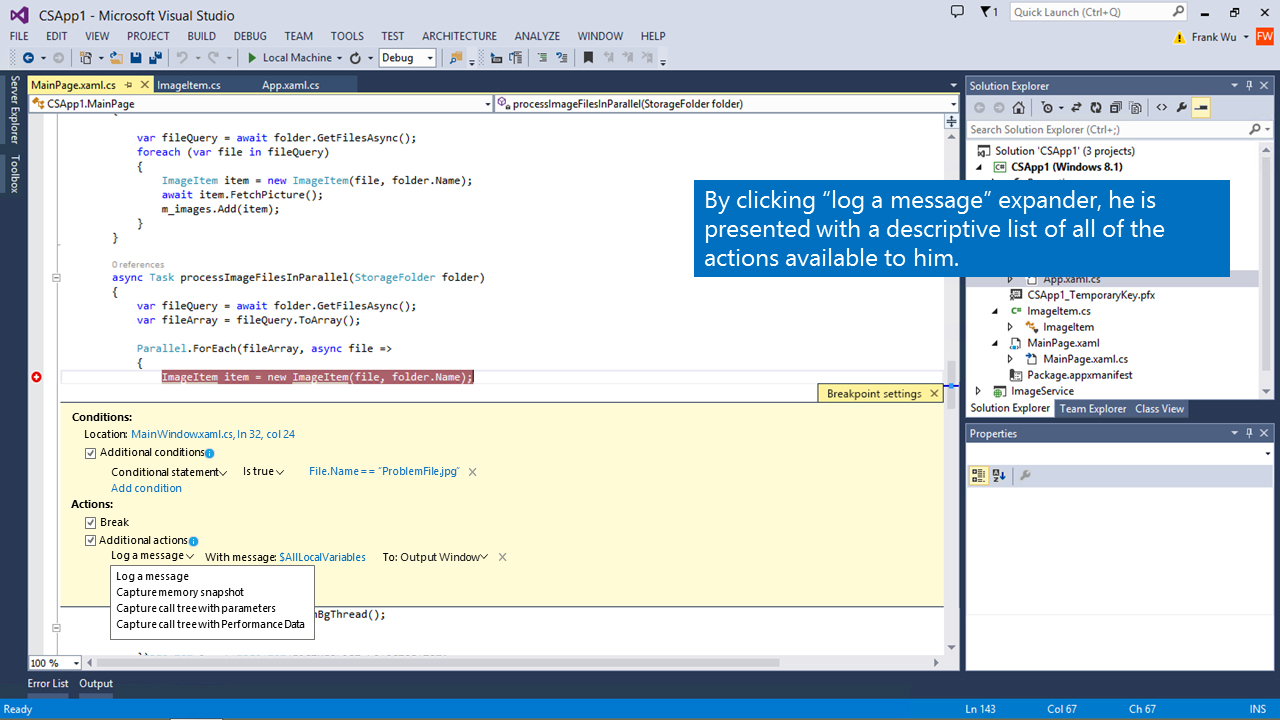 CSApp1 - Microsoft Visual Studio
1
Quick Launch (Ctrl+Q)
FILE EDIT VIEW PROJECT BUILD DEBUG TEAM TOOLS TEST ARCHITECTURE ANALYZE WINDOW HELP
Frank Wu FW
Local Machine Debug
Server Explorer
Toolbox
MainPage.xaml.cs ImageItem.cs App.xaml.cs
CSApp1.MainPage processImageFilesInParallel(StorageFolder folder)
{
var fileQuery = await folder.GetFilesAsync();
foreach (var file in fileQuery)
{
ImageItem item = new ImageItem(file, folder.Name);
await item.FetchPicture();
m_images.Add(item);
}
}
0 references
async Task processImageFilesInParallel(StorageFolder folder)
{
var fileQuery = await folder.GetFilesAsync();
var fileArray = fileQuery.ToArray();
Parallel.ForEach(fileArray, async file =>
{
ImageItem item = new ImageItem(file, folder.Name);
Breakpoint settings
Conditions:
Location: MainWindow.xaml.cs, ln 32, col 24
Additional conditions
Conditional statement Is true File.Name == "ProblemFile.jpg"
Add condition
Actions:
Break
Additional actions
Log a message With message: $AllLocalVariables To: Output Window
Log a message
Capture memory snapshot
Capture call tree with parameters
Capture call tree with Performance Data
nBgThread();
100 %
Error List Output
Ready
Ln 143 Col 67 Ch 67 INS
By clicking “log a message” expander, he is
presented with a descriptive list of all of the
actions available to him.
Solution Explorer
Search Solution Explorer (Ctrl+;)
Solution 'CSApp1' (3 projects)
CSApp1 (Windows 8.1)
App.xaml.cs
CSApp1_TemporaryKey.pfx
ImageItem.cs
ImageItem
MainPage.xaml
MainPage.xaml.cs
Package.appxmanifest
ImageService
Solution Explorer Team Explorer Class View
Properties